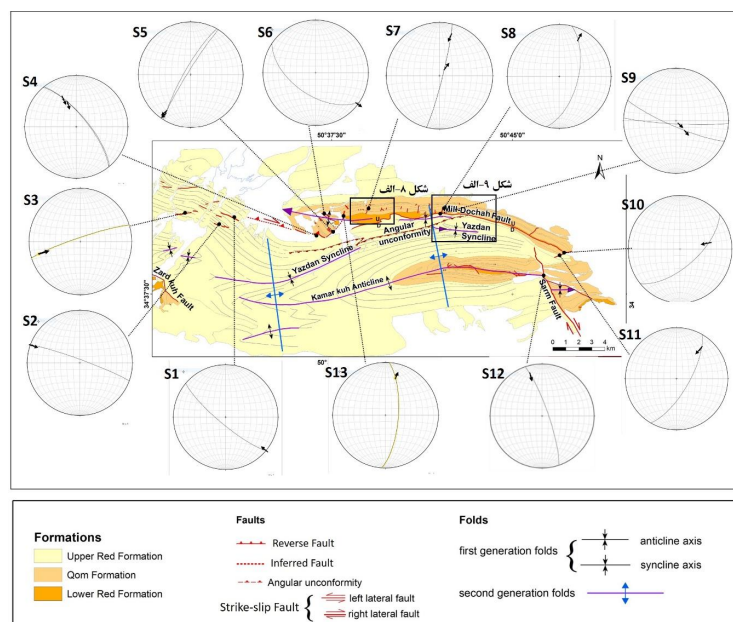 S5
S6
S7
S8
S4
S9
50°37'30"
50°45'0"
N
شکل ۸-الف
شکل ۹-الف
S3
S10
Mill-Dochah Fault
U
D
U
D
Angular
unconformity
Yazdan
Syncline
Yazdan Syncline
Zard kuh Fault
Kamar kuh Anticline
Sarm Fault
34°37'30"
34
S2
S11
0 1 2 3 4
km
50°
S1
S13
S12
Formations
Upper Red Formation
Qom Formation
Lower Red Formation
Faults
Reverse Fault
Inferred Fault
Angular unconformity
Strike-slip Fault { left lateral fault
right lateral fault
Folds
first generation folds { anticline axis
syncline axis
second generation folds